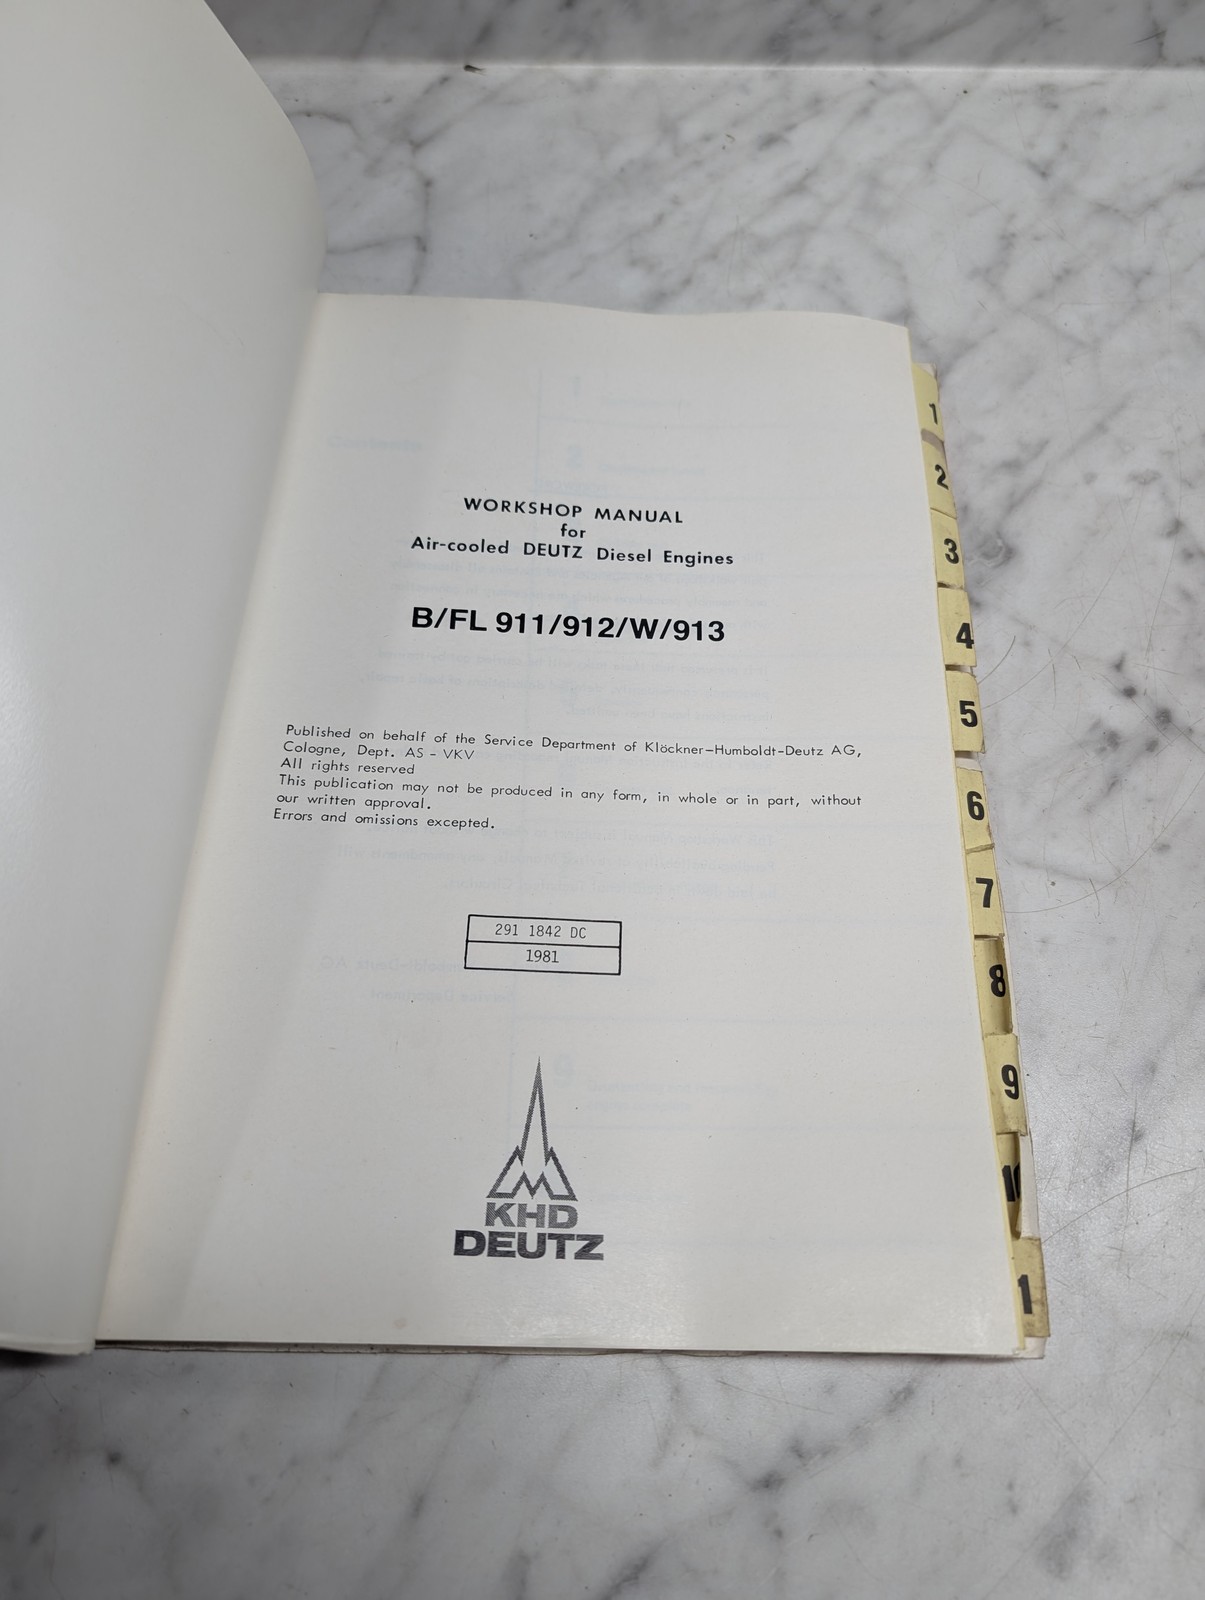 WORKSHOP MANUAL
for
Air-cooled DEUTZ Diesel Engines
B/FL 911/912/W/913
Published on behalf of the Service Department of Klöckner-Humboldt-Deutz AG,
Cologne, Dept. AS - VKV
All rights reserved
This publication may not be produced in any form, in whole or in part, without
our written approval.
Errors and omissions excepted.
291 1842 DC
1981
KHD
DEUTZ
1
2
3
4
5
6
7
8
9
10
1